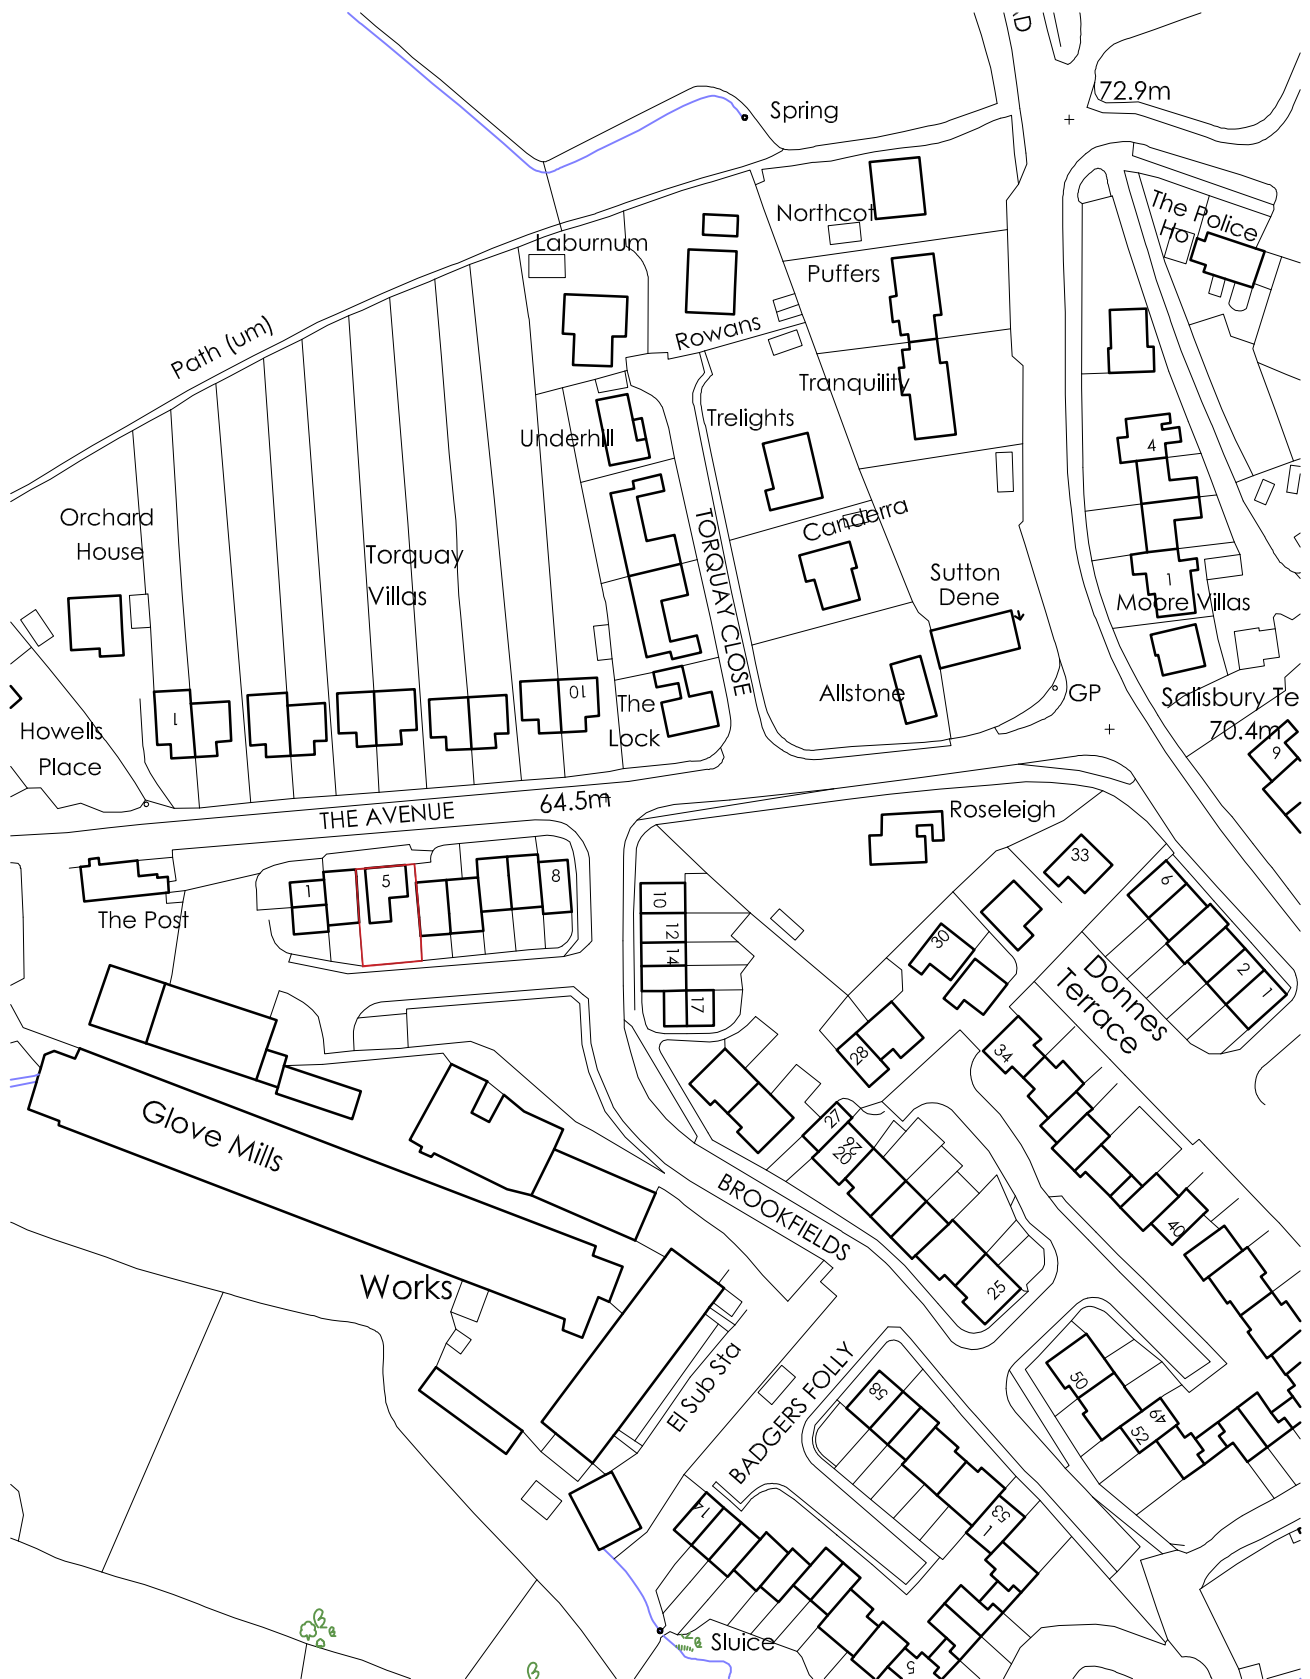 D
72.9m
Spring
The Police
Ho
Northcot
Laburnum
Puffers
Path (um)
Rowans
Tranquility
Trelights
Underhill
4
Orchard
House
Canderra
Torquay
Villas
TORQUAY CLOSE
Sutton
Dene
1
Moore Villas
Allstone
GP
Salisbury Te
70.4m
9
1
10
The
Lock
Howells
Place
64.5m
THE AVENUE
Roseleigh
33
1
5
8
6
10
12
14
17
The Post
30
2
1
Donnes
Terrace
28
34
Glove Mills
27
26
20
BROOKFIELDS
40
25
Works
El Sub Sta
BADGERS FOLLY
50
49
52
58
53
1
14
Sluice
5